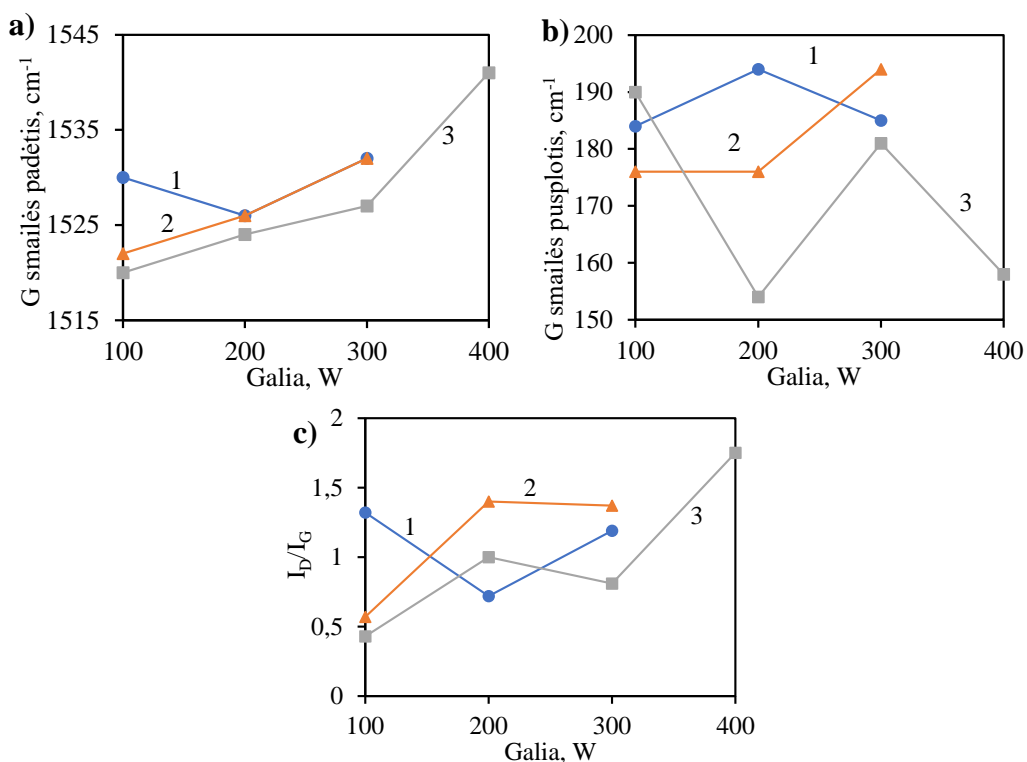 a)
G smailės padėtis, cm-1
1545
1535
1525
1515
1
2
3
100 200 300 400
Galia, W
b)
G smailės pusplotis, cm-1
200
190
180
170
160
150
1
2
3
100 200 300 400
Galia, W
c)
ID/IG
2
1,5
1
0,5
0
1
2
3
100 200 300 400
Galia, W